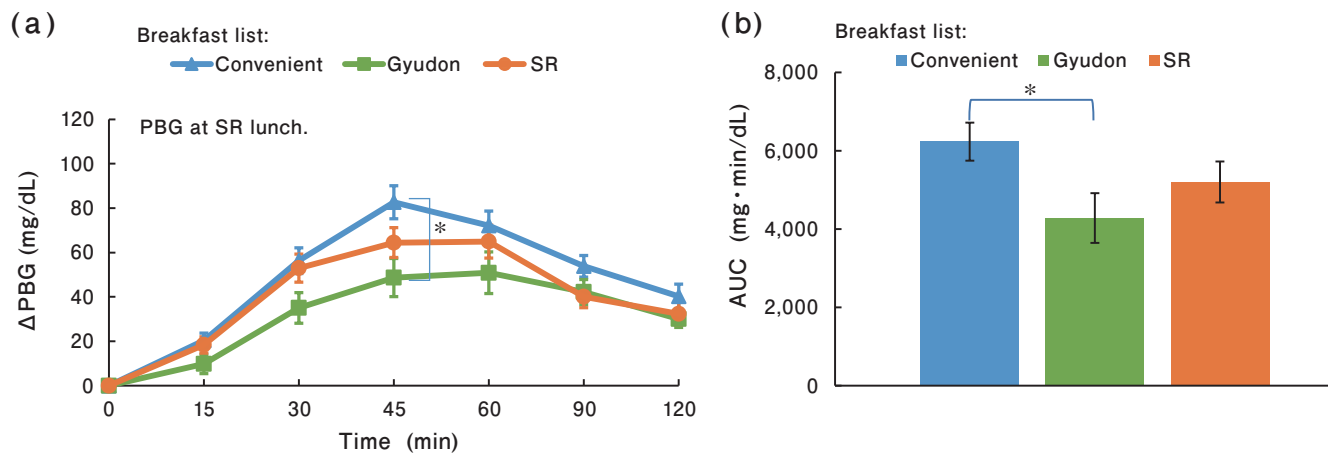 (a)
Breakfast list:
Convenient Gyudon SR
PBG at SR lunch.
ΔPBG (mg/dL)
120
100
80
60
40
20
0
*
0 15 30 45 60 90 120
Time (min)
(b)
Breakfast list:
Convenient Gyudon SR
AUC (mg·min/dL)
8,000
6,000
4,000
2,000
0
*